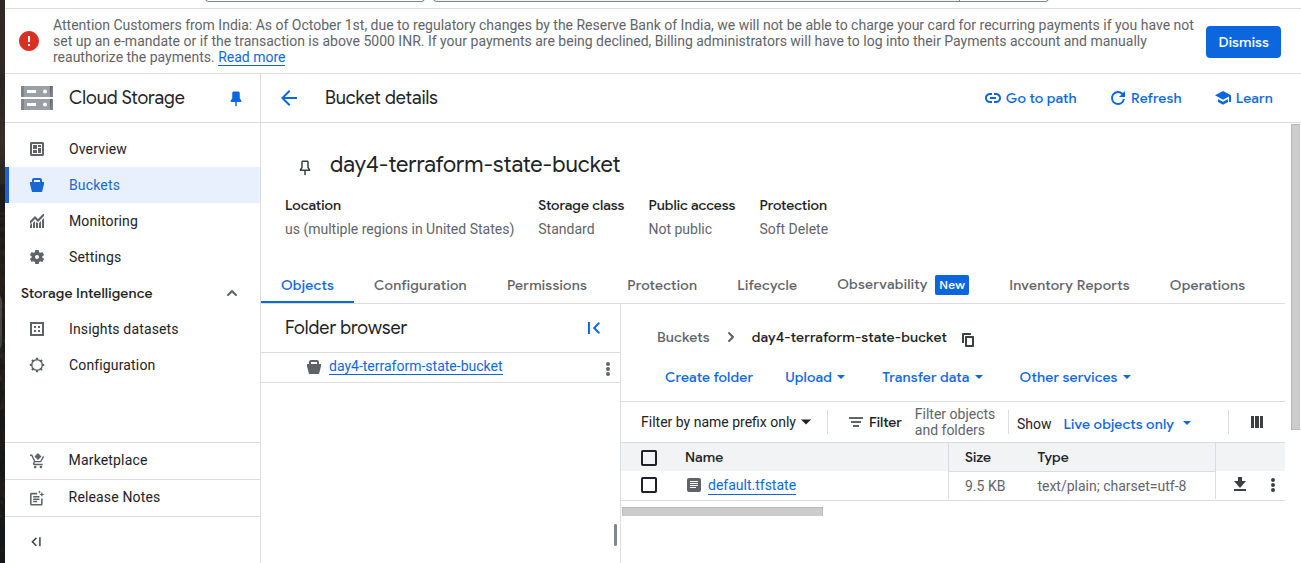 Attention Customers from India: As of October 1st, due to regulatory changes by the Reserve Bank of India, we will not be able to charge your card for recurring payments if you have not
set up an e-mandate or if the transaction is above 5000 INR. If your payments are being declined, Billing administrators will have to log into their Payments account and manually
reauthorize the payments. Read more
Dismiss
Cloud Storage
Bucket details
Go to path
Refresh
Learn
Overview
Buckets
Monitoring
Settings
Storage Intelligence
Insights datasets
Configuration
Marketplace
Release Notes
day4-terraform-state-bucket
Location Storage class Public access Protection
us (multiple regions in United States) Standard Not public Soft Delete
Objects Configuration Permissions Protection Lifecycle Observability New Inventory Reports Operations
Folder browser
day4-terraform-state-bucket
Buckets day4-terraform-state-bucket
Create folder Upload Transfer data Other services
Filter by name prefix only Filter Filter objects
and folders Show Live objects only
Name Size Type
default.tfstate 9.5 KB text/plain; charset=utf-8